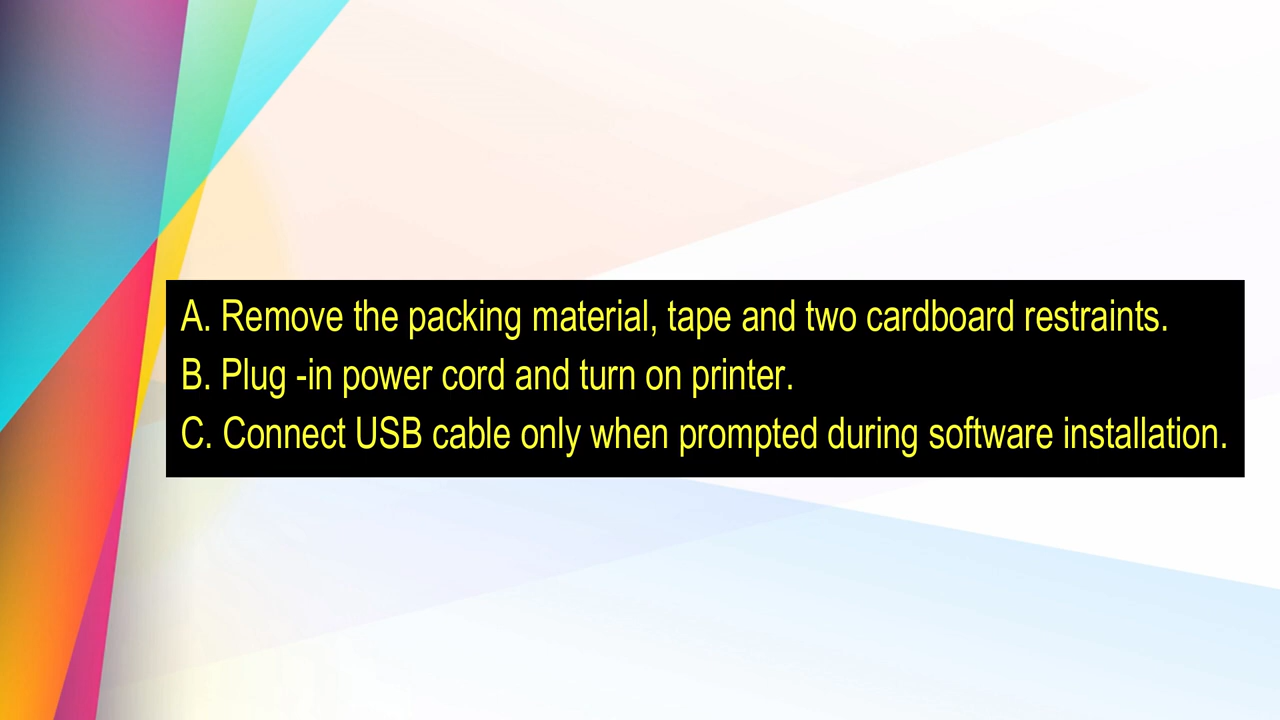 A. Remove the packing material, tape and two cardboard restraints.
B. Plug -in power cord and turn on printer.
C. Connect USB cable only when prompted during software installation.